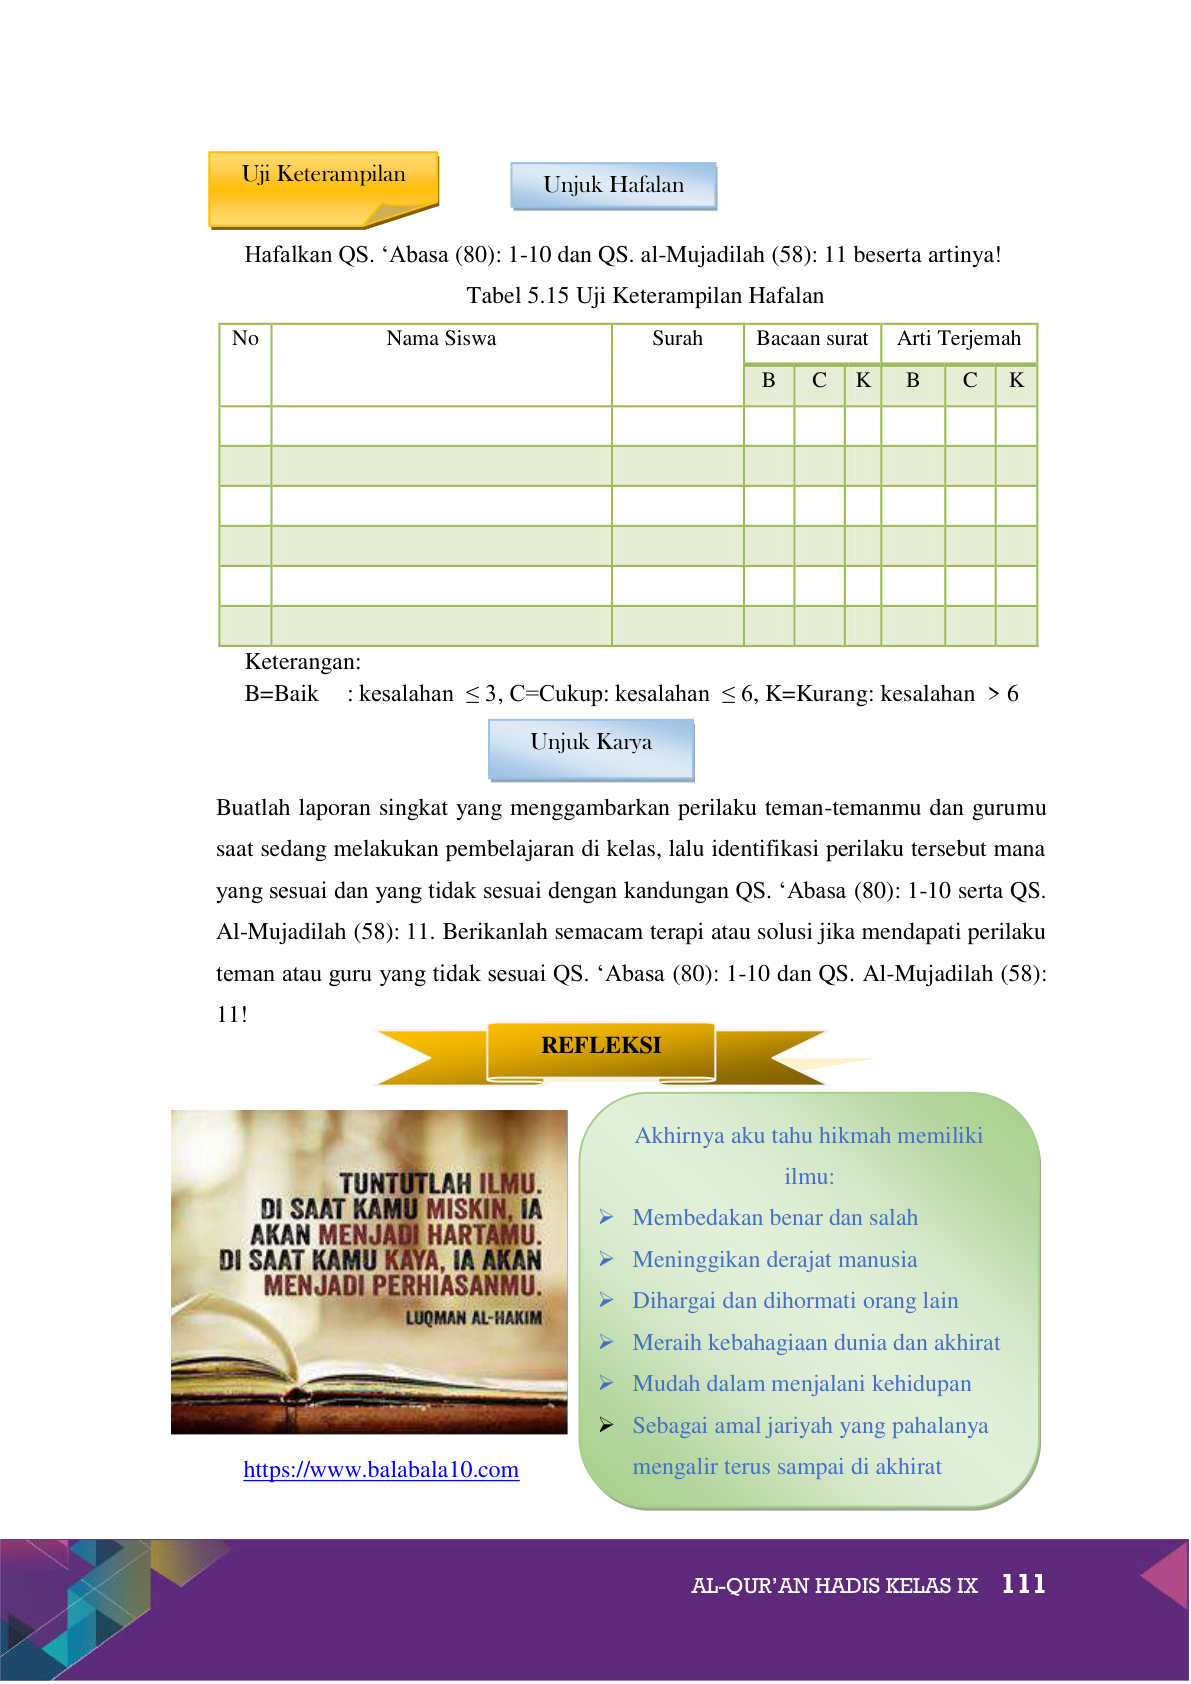 Uji Keterampilan
Unjuk Hafalan
Hafalkan QS. ‘Abasa (80): 1-10 dan QS. al-Mujadilah (58): 11 beserta artinya!
Tabel 5.15 Uji Keterampilan Hafalan
No Nama Siswa Surah Bacaan surat Arti Terjemah
B C K B C K
Keterangan:
B=Baik : kesalahan ≤ 3, C=Cukup: kesalahan ≤ 6, K=Kurang: kesalahan > 6
Unjuk Karya
Buatlah laporan singkat yang menggambarkan perilaku teman-temanmu dan gurumu
saat sedang melakukan pembelajaran di kelas, lalu identifikasi perilaku tersebut mana
yang sesuai dan yang tidak sesuai dengan kandungan QS. ‘Abasa (80): 1-10 serta QS.
Al-Mujadilah (58): 11. Berikanlah semacam terapi atau solusi jika mendapati perilaku
teman atau guru yang tidak sesuai QS. ‘Abasa (80): 1-10 dan QS. Al-Mujadilah (58):
11!
REFLEKSI
TUNTUTLAH ILMU.
DI SAAT KAMU MISKIN, IA
AKAN MENJADI HARTAMU.
DI SAAT KAMU KAYA, IA AKAN
MENJADI PERHIASANMU.
LUQMAN AL-HAKIM
https://www.balabala10.com
Akhirnya aku tahu hikmah memiliki
ilmu:
➢ Membedakan benar dan salah
➢ Meninggikan derajat manusia
➢ Dihargai dan dihormati orang lain
➢ Meraih kebahagiaan dunia dan akhirat
➢ Mudah dalam menjalani kehidupan
➢ Sebagai amal jariyah yang pahalanya
mengalir terus sampai di akhirat
AL-QUR’AN HADIS KELAS IX 111